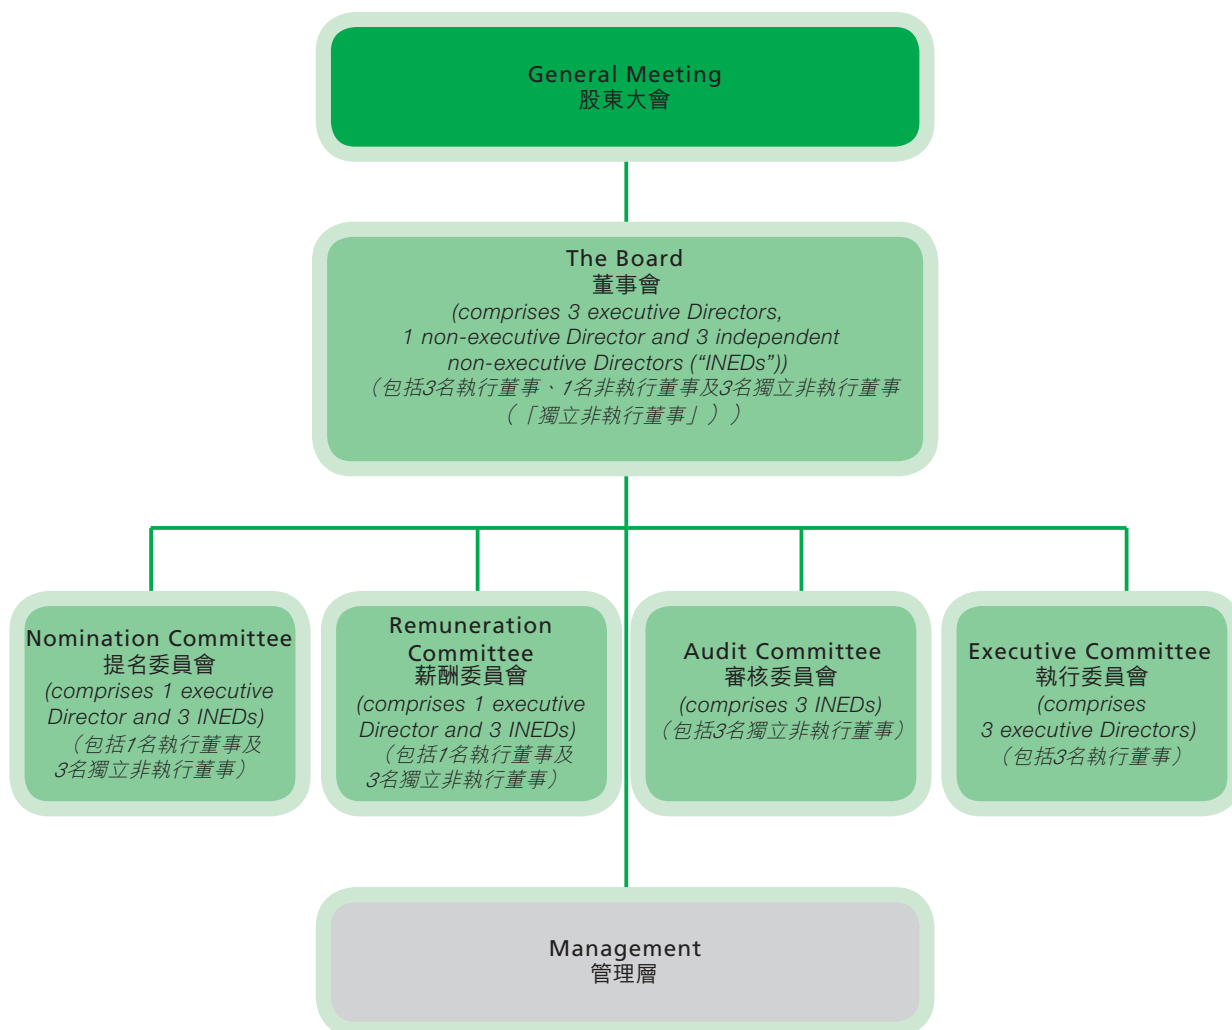 General Meeting
股東大會
The Board
董事會
(comprises 3 executive Directors,
1 non-executive Director and 3 independent
non-executive Directors (“INEDs”))
（包括3名執行董事、1名非執行董事及3名獨立非執行董事
（「獨立非執行董事」））
Nomination Committee
提名委員會
(comprises 1 executive
Director and 3 INEDs)
（包括1名執行董事及
3名獨立非執行董事）
Remuneration
Committee
薪酬委員會
(comprises 1 executive
Director and 3 INEDs)
（包括1名執行董事及
3名獨立非執行董事）
Audit Committee
審核委員會
(comprises 3 INEDs)
（包括3名獨立非執行董事）
Executive Committee
執行委員會
(comprises
3 executive Directors)
（包括3名執行董事）
Management
管理層